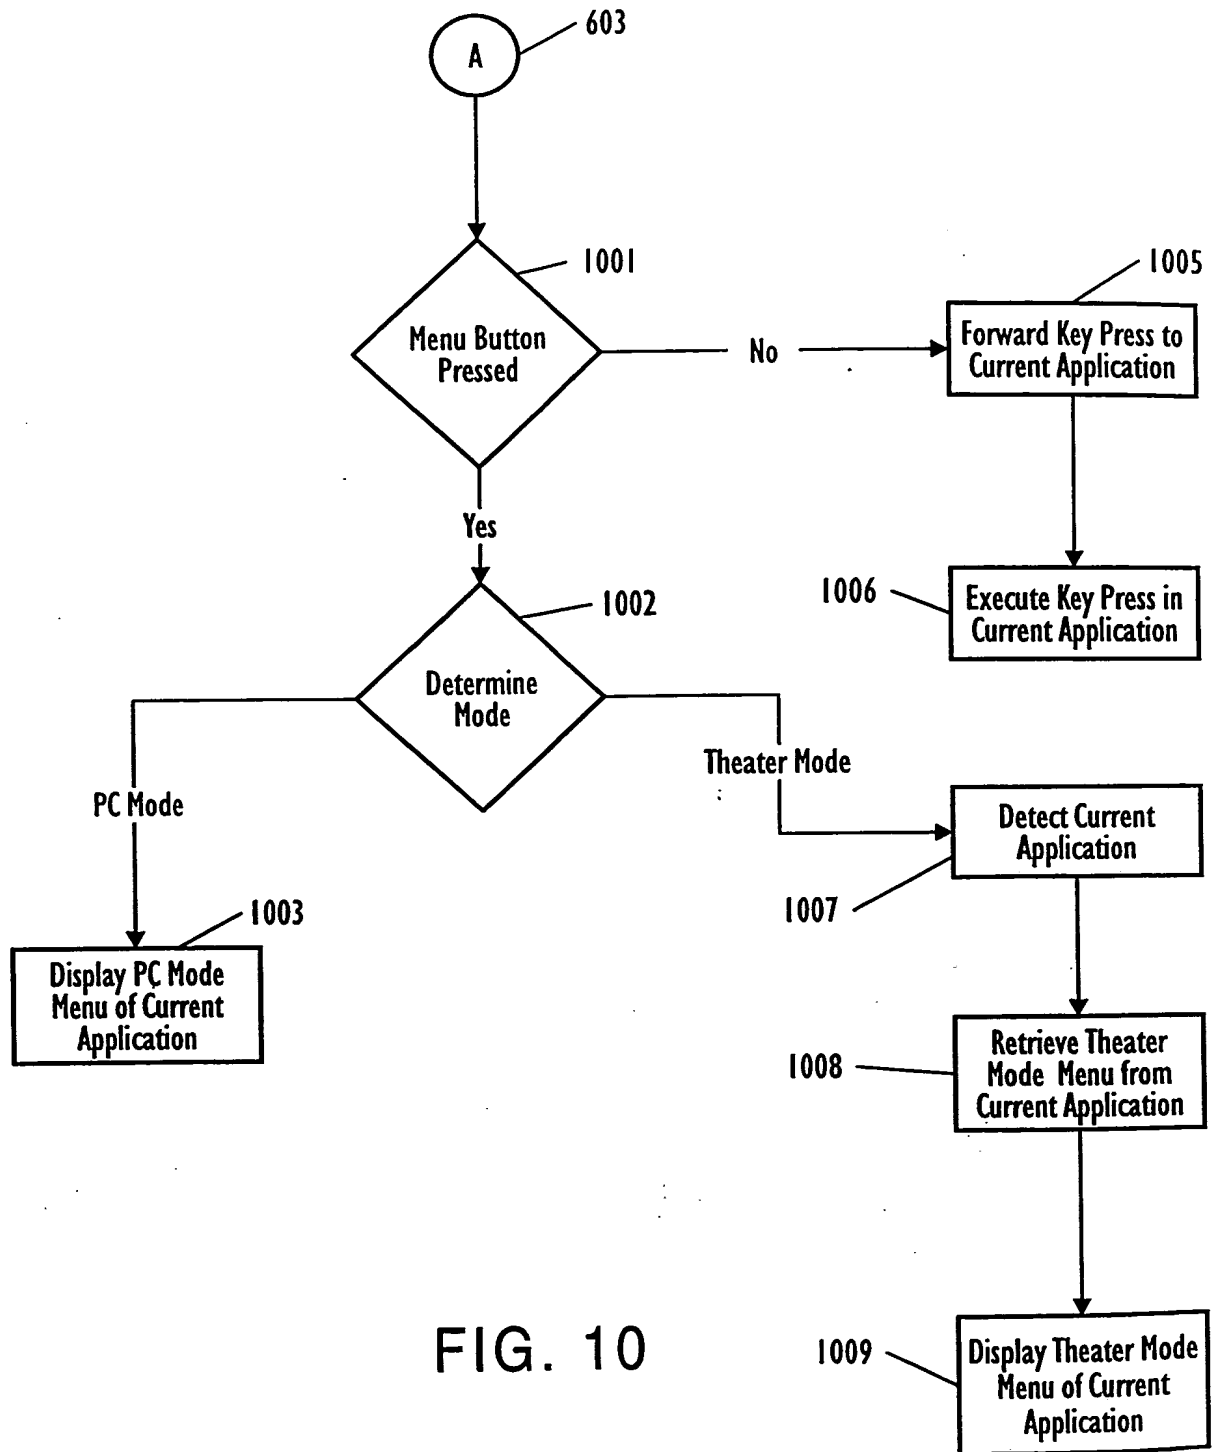 603
A
1001
1005
Menu Button
Pressed
No
Forward Key Press to
Current Application
Yes
1006
Execute Key Press in
Current Application
1002
Determine
Mode
Theater Mode
PC Mode
Detect Current
Application
1007
1003
Display PC Mode
Menu of Current
Application
1008
Retrieve Theater
Mode Menu from
Current Application
FIG. 10
1009
Display Theater Mode
Menu of Current
Application